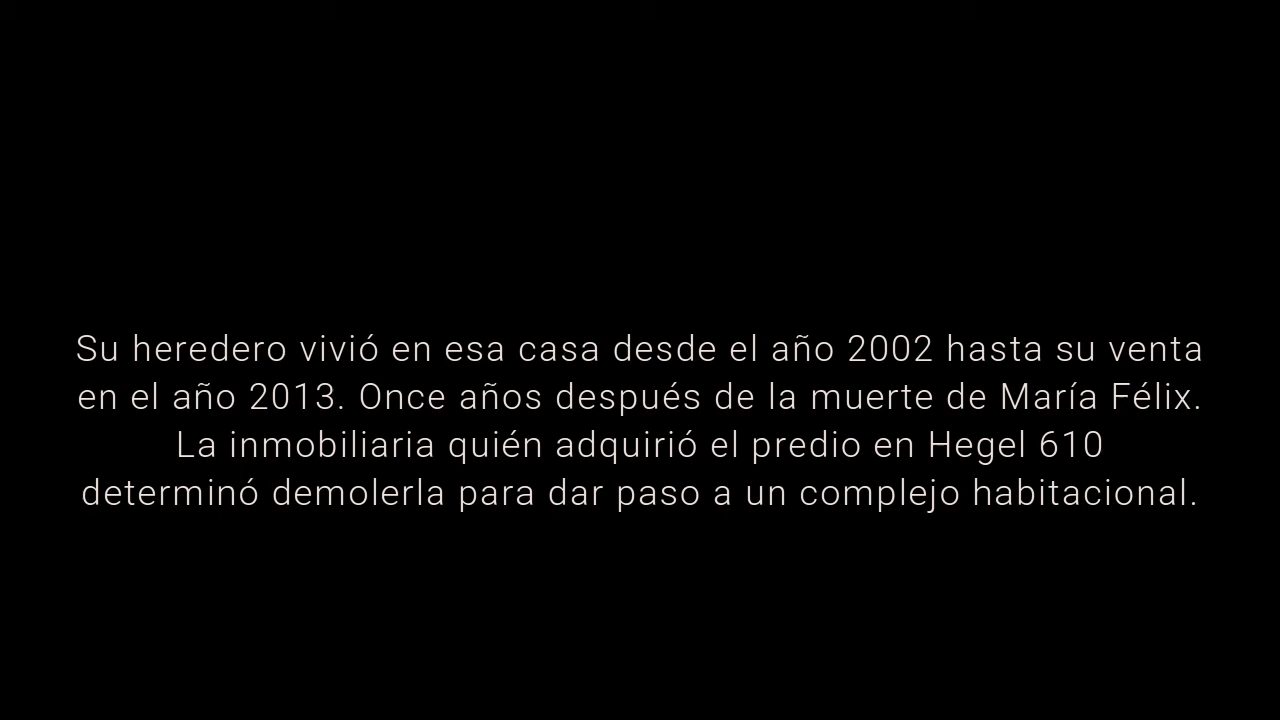 Su heredero vivió en esa casa desde el año 2002 hasta su venta
en el año 2013. Once años después de la muerte de María Félix.
La inmobiliaria quién adquirió el predio en Hegel 610
determinó demolerla para dar paso a un complejo habitacional.